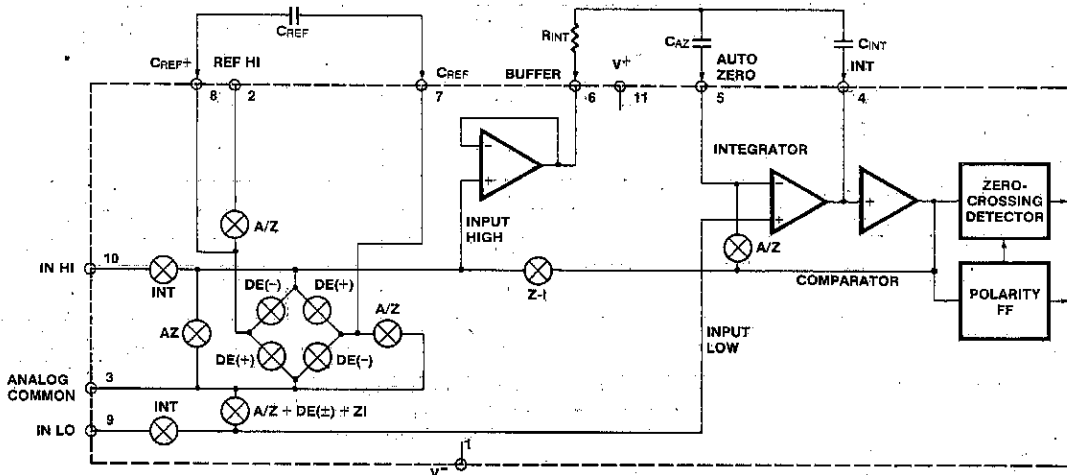 CREF
RINT
CAZ
CINT
CREF+
REF HI
CREF
BUFFER
V+
AUTO
ZERO
INT
8
2
7
6
11
5
4
INTEGRATOR
ZERO-
CROSSING
DETECTOR
A/Z
INPUT
HIGH
A/Z
IN HI
10
INT
Z-I
COMPARATOR
DE(-)
DE(+)
A/Z
AZ
POLARITY
FF
DE(+)
DE(-)
INPUT
LOW
ANALOG
COMMON
3
INT
A/Z + DE(±) + ZI
IN LO
9
1
V-